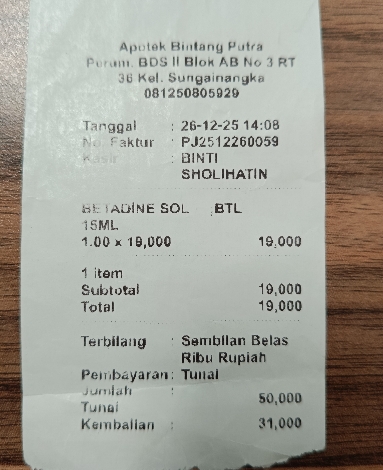 Apotek Bintang Putra
Perum. BDS II Blok AB No 3 RT
36 Kel. Sungainangka
081250805929
Tanggal : 26-12-25 14:08
No. Faktur : PJ2512260059
Kasir : BINTI
SHOLIHATIN
BETADINE SOL BTL
15ML
1.00 x 19,000 19,000
1 item
Subtotal 19,000
Total 19,000
Terbilang : Sembilan Belas
Ribu Rupiah
Pembayaran : Tunai
Jumlah :
Tunai 50,000
Kembalian : 31,000